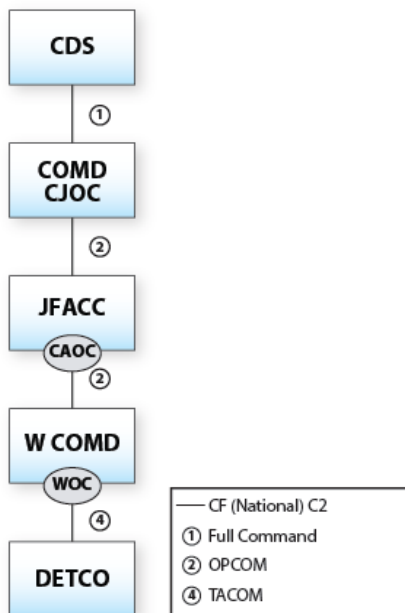 CDS
①
COMD
CJOC
②
JFACC
CAOC
②
W COMD
WOC
④
DETCO
CF (National) C2
① Full Command
② OPCOM
④ TACOM